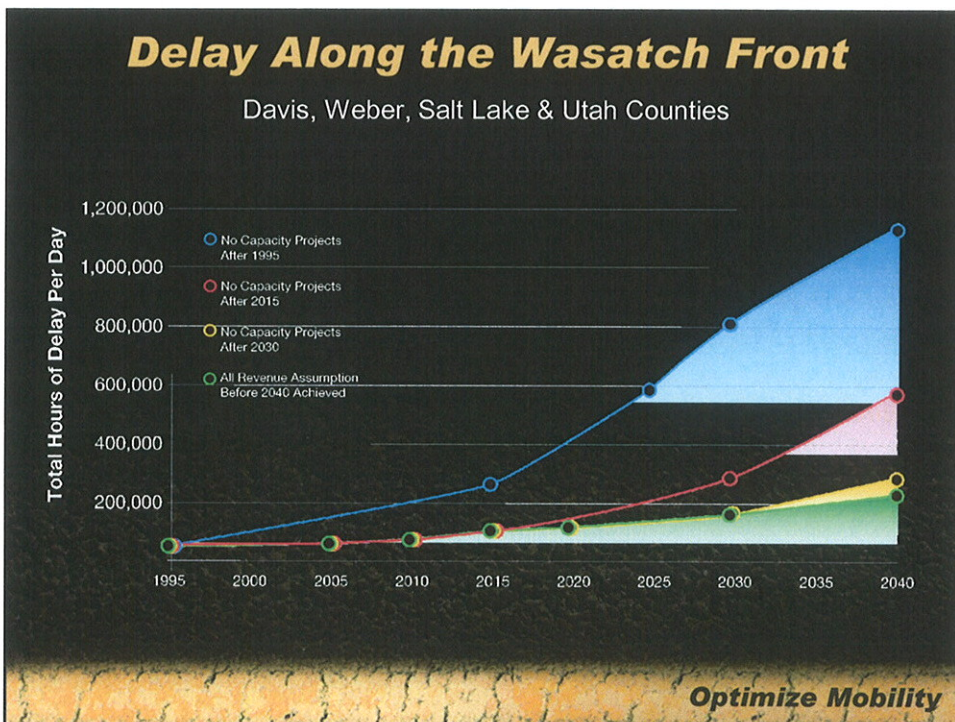 Delay Along the Wasatch Front
Davis, Weber, Salt Lake & Utah Counties
Total Hours of Delay Per Day
1,200,000
1,000,000
800,000
600,000
400,000
200,000
No Capacity Projects
After 1995
No Capacity Projects
After 2015
No Capacity Projects
After 2030
All Revenue Assumption
Before 2040 Achieved
1995 2000 2005 2010 2015 2020 2025 2030 2035 2040
Optimize Mobility